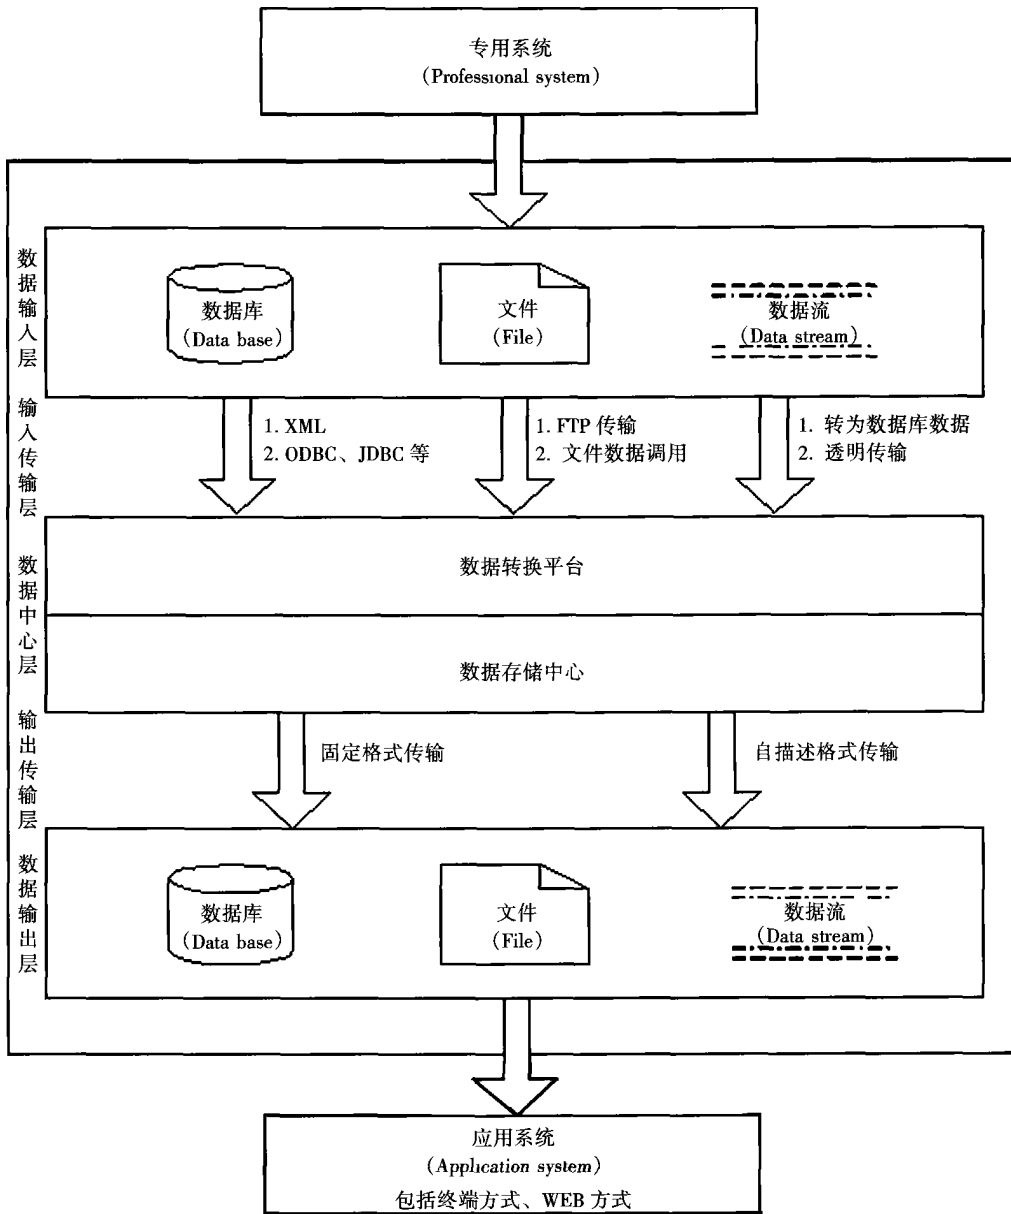 专用系统
(Professional system)
数据输入层
数据库
(Data base)
文件
(File)
数据流
(Data stream)
输入传输层
1. XML
2. ODBC、JDBC 等
1. FTP 传输
2. 文件数据调用
1. 转为数据库数据
2. 透明传输
数据中心层
数据转换平台
数据存储中心
输出传输层
固定格式传输
自描述格式传输
数据输出层
数据库
(Data base)
文件
(File)
数据流
(Data stream)
应用系统
(Application system)
包括终端方式、WEB 方式